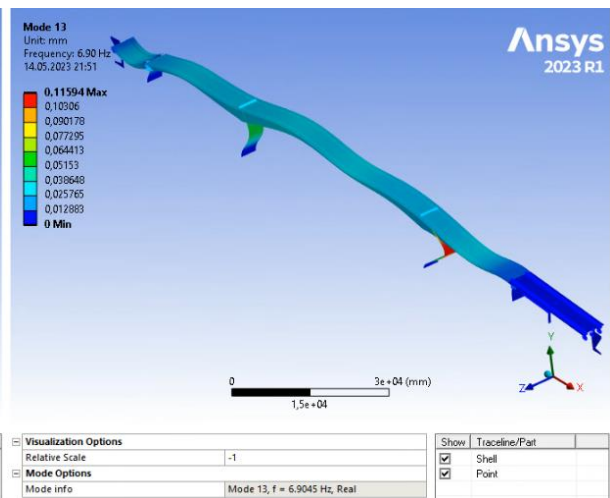 Mode 13
Unit: mm
Frequency: 6.90 Hz
14.05.2023 21:51
Ansys
2023 R1
0,11594 Max
0,10306
0,090178
0,077295
0,064413
0,05153
0,038648
0,025765
0,012883
0 Min
Y
Z
X
0
3e+04 (mm)
1,5e+04
Visualization Options
Relative Scale -1
Mode Options
Mode info Mode 13, f = 6.9045 Hz, Real
Show Traceline/Part
Shell
Point